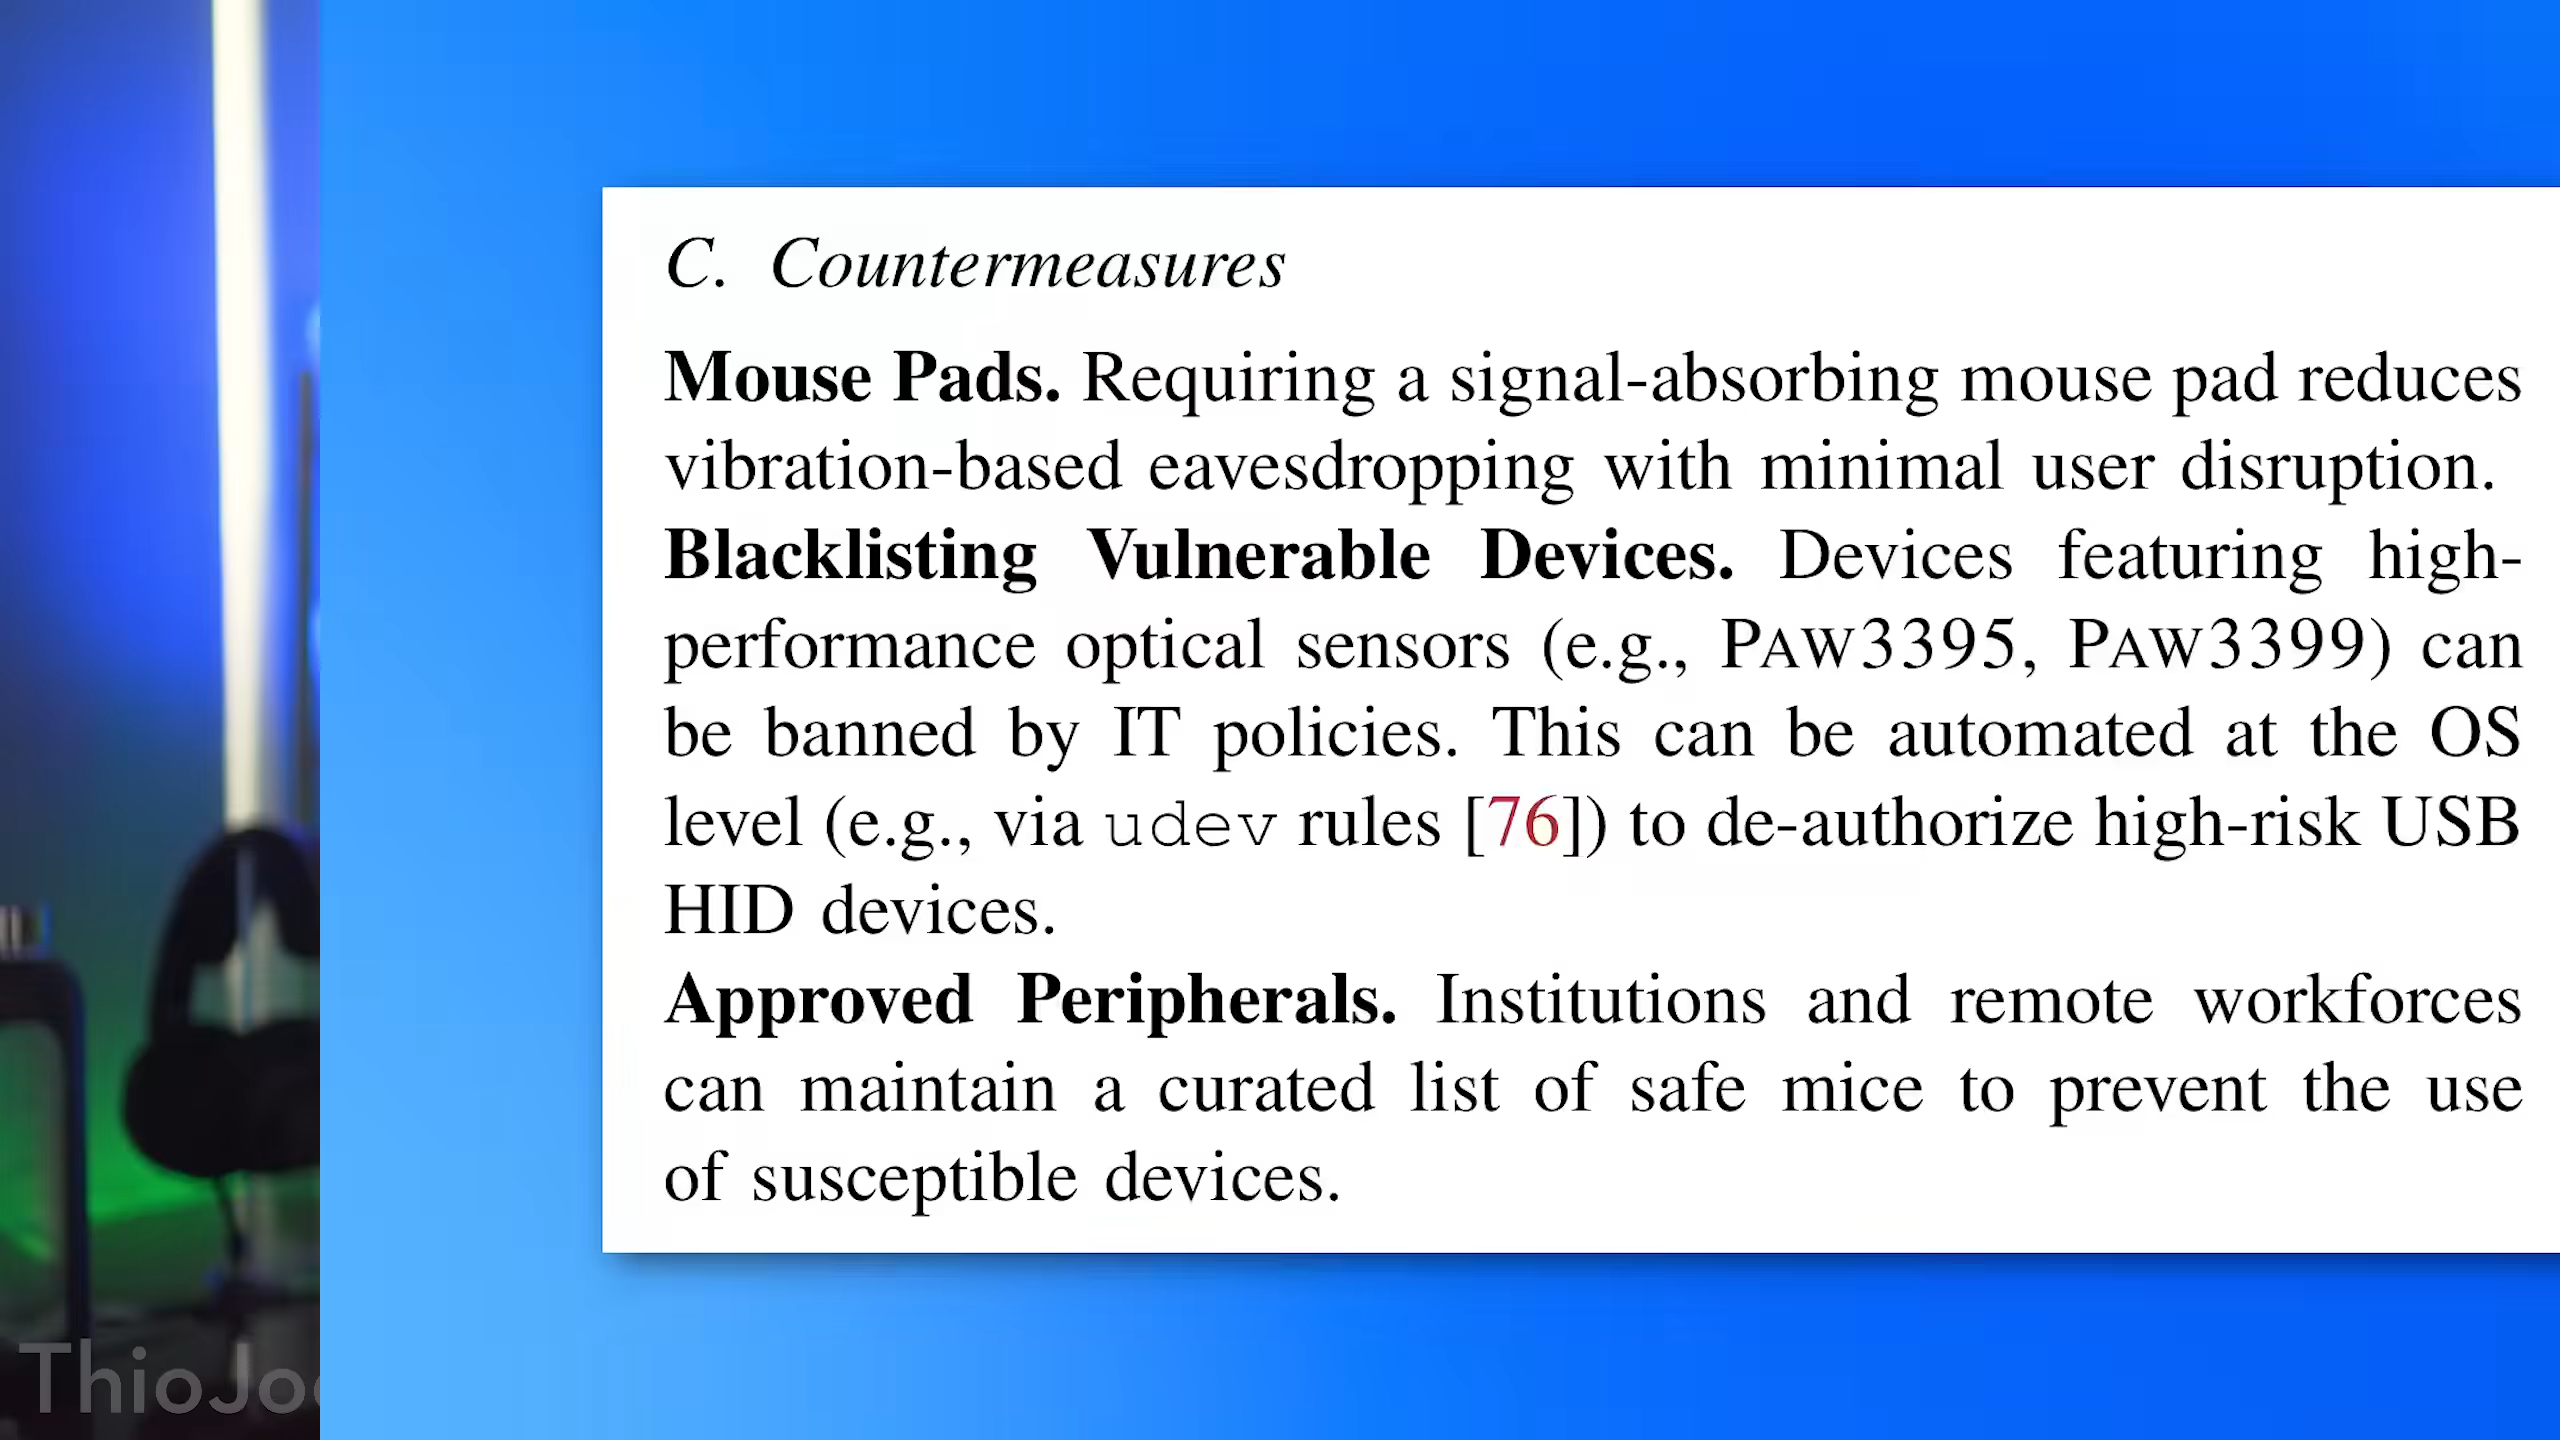 C. Countermeasures
Mouse Pads. Requiring a signal-absorbing mouse pad reduces
vibration-based eavesdropping with minimal user disruption.
Blacklisting Vulnerable Devices. Devices featuring high-
performance optical sensors (e.g., PAW3395, PAW3399) can
be banned by IT policies. This can be automated at the OS
level (e.g., via udev rules [76]) to de-authorize high-risk USB
HID devices.
Approved Peripherals. Institutions and remote workforces
can maintain a curated list of safe mice to prevent the use
of susceptible devices.
ThioJoe